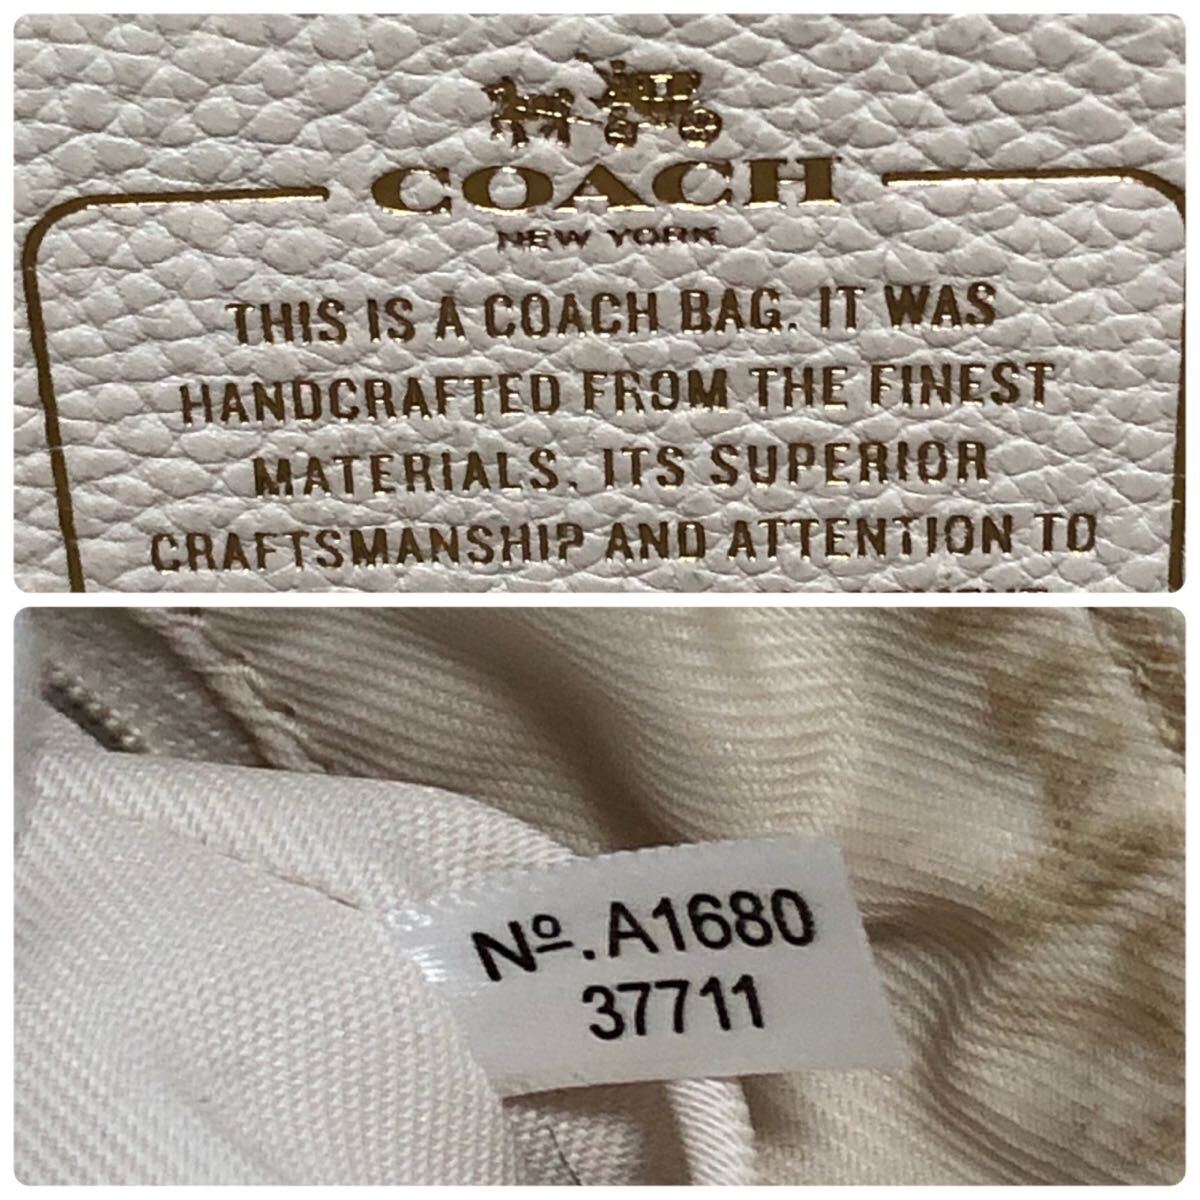 COACH
NEW YORK
THIS IS A COACH BAG. IT WAS
HANDCRAFTED FROM THE FINEST
MATERIALS. ITS SUPERIOR
CRAFTSMANSHIP AND ATTENTION TO
Nº.A1680
37711